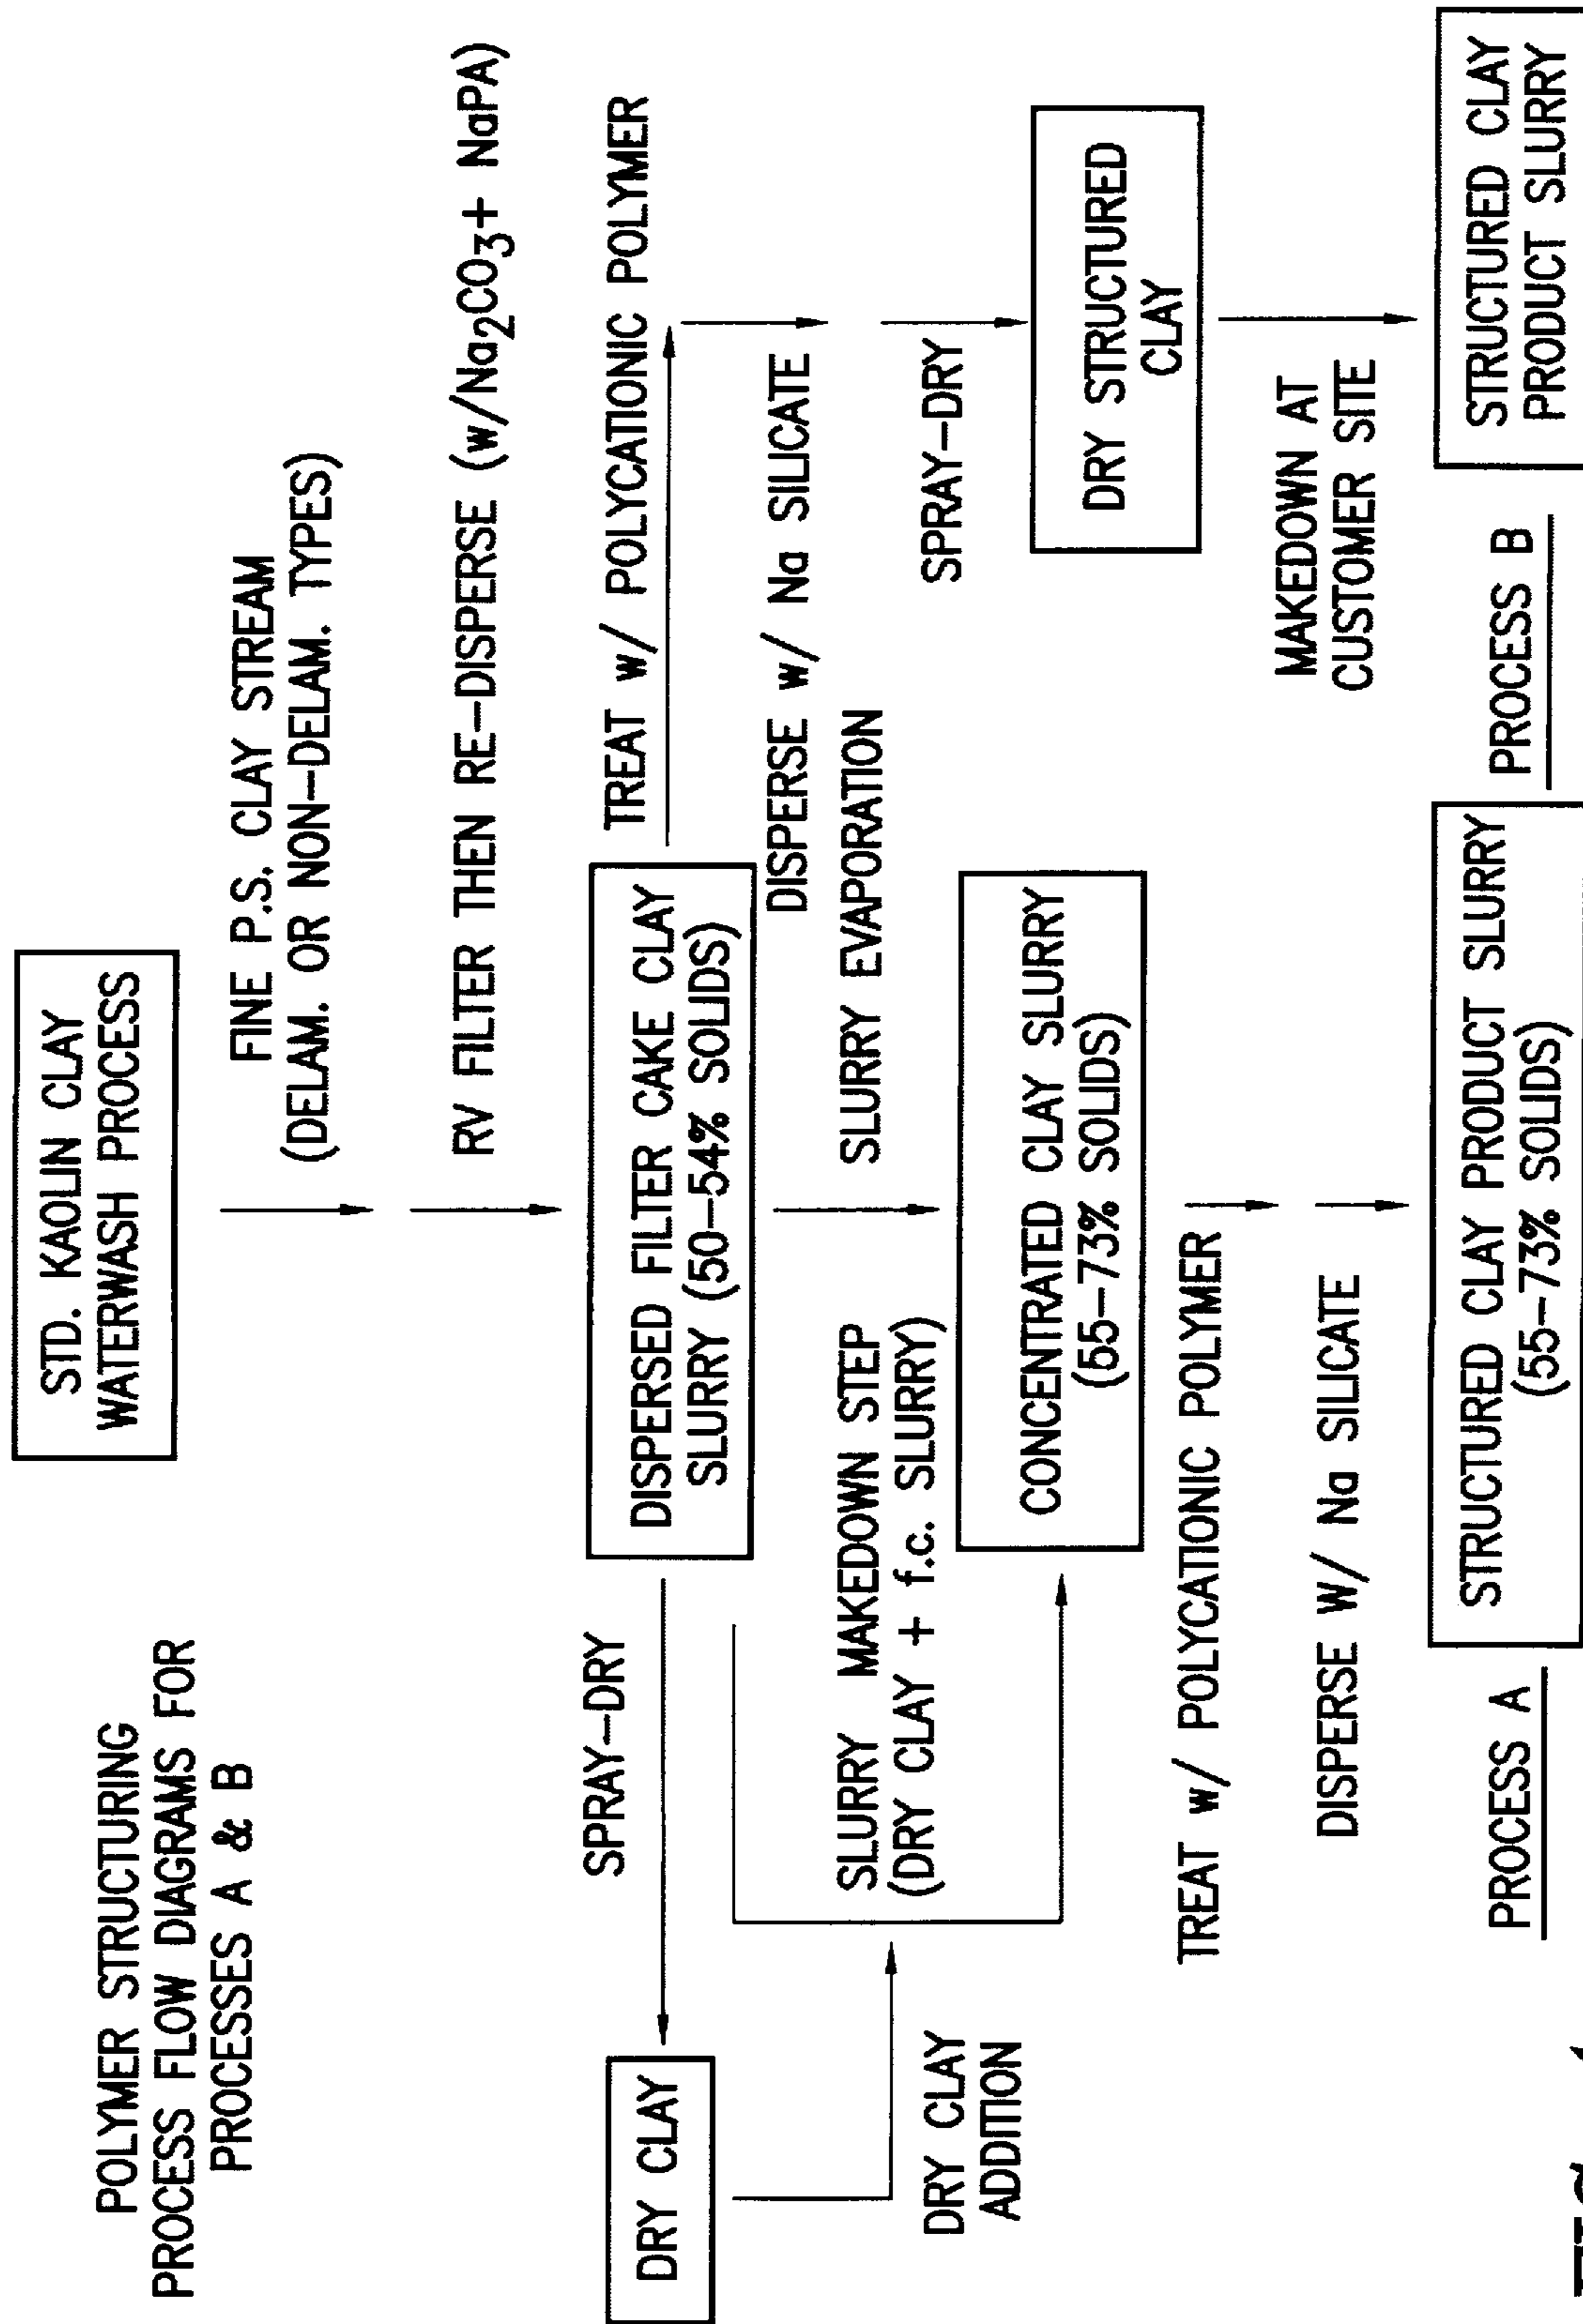 POLYMER STRUCTURING
PROCESS FLOW DIAGRAMS FOR
PROCESSES A & B
STD. KAOLIN CLAY
WATERWASH PROCESS
FINE P.S. CLAY STREAM
(DELAM. OR NON-DELAM. TYPES)
RV FILTER THEN RE-DISPERSE (w/Na₂CO₃+ NaPA)
SPRAY-DRY
DRY CLAY
DISPERSED FILTER CAKE CLAY
SLURRY (50-54% SOLIDS)
TREAT w/ POLYCATIONIC POLYMER
DISPERSE w/ Na SILICATE
SLURRY MAKEDOWN STEP
(DRY CLAY + f.c. SLURRY)
SLURRY EVAPORATION
SPRAY-DRY
DRY CLAY
ADDITION
CONCENTRATED CLAY SLURRY
(55-73% SOLIDS)
DRY STRUCTURED
CLAY
TREAT w/ POLYCATIONIC POLYMER
MAKEDOWN AT
CUSTOMER SITE
DISPERSE W/ Na SILICATE
PROCESS A
STRUCTURED CLAY PRODUCT SLURRY
(55-73% SOLIDS)
PROCESS B
STRUCTURED CLAY
PRODUCT SLURRY